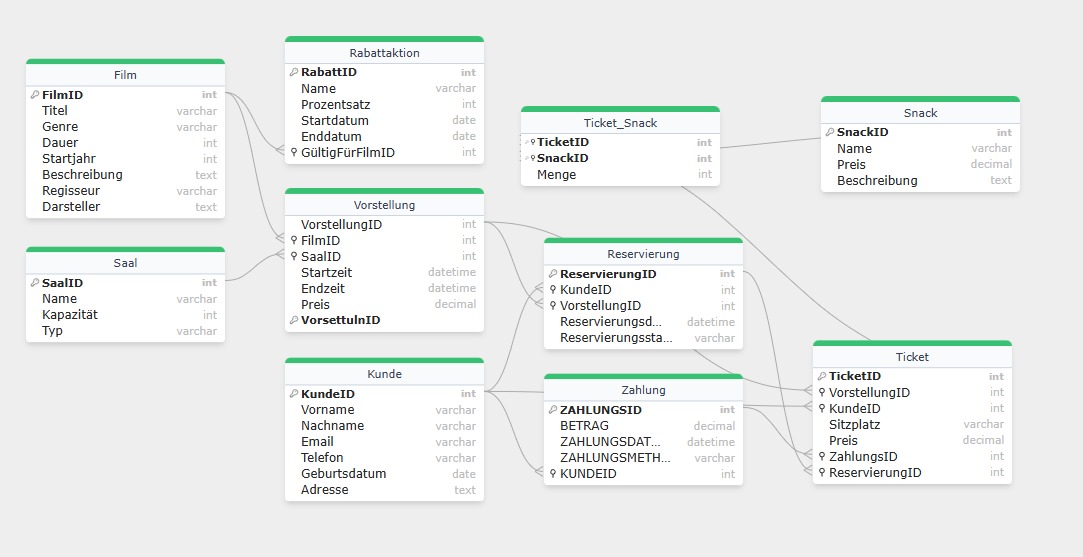 Film
FilmID int
Titel varchar
Genre varchar
Dauer int
Startjahr int
Beschreibung text
Regisseur varchar
Darsteller text
Saal
SaalID int
Name varchar
Kapazität int
Typ varchar
Rabattaktion
RabattID int
Name varchar
Prozentsatz int
Startdatum date
Enddatum date
GültigFürFilmID int
Vorstellung
VorstellungID int
FilmID int
SaalID int
Startzeit datetime
Endzeit datetime
Preis decimal
VorsettulnID
Kunde
KundeID int
Vorname varchar
Nachname varchar
Email varchar
Telefon varchar
Geburtsdatum date
Adresse text
Ticket_Snack
TicketID int
SnackID int
Menge int
Reservierung
ReservierungID int
KundeID int
VorstellungID int
Reservierungsd... datetime
Reservierungssta... varchar
Zahlung
ZAHLUNGSID int
BETRAG decimal
ZAHLUNGSDAT... datetime
ZAHLUNGSMETH... varchar
KUNDEID int
Snack
SnackID int
Name varchar
Preis decimal
Beschreibung text
Ticket
TicketID int
VorstellungID int
KundeID int
Sitzplatz varchar
Preis decimal
ZahlungsID int
ReservierungID int